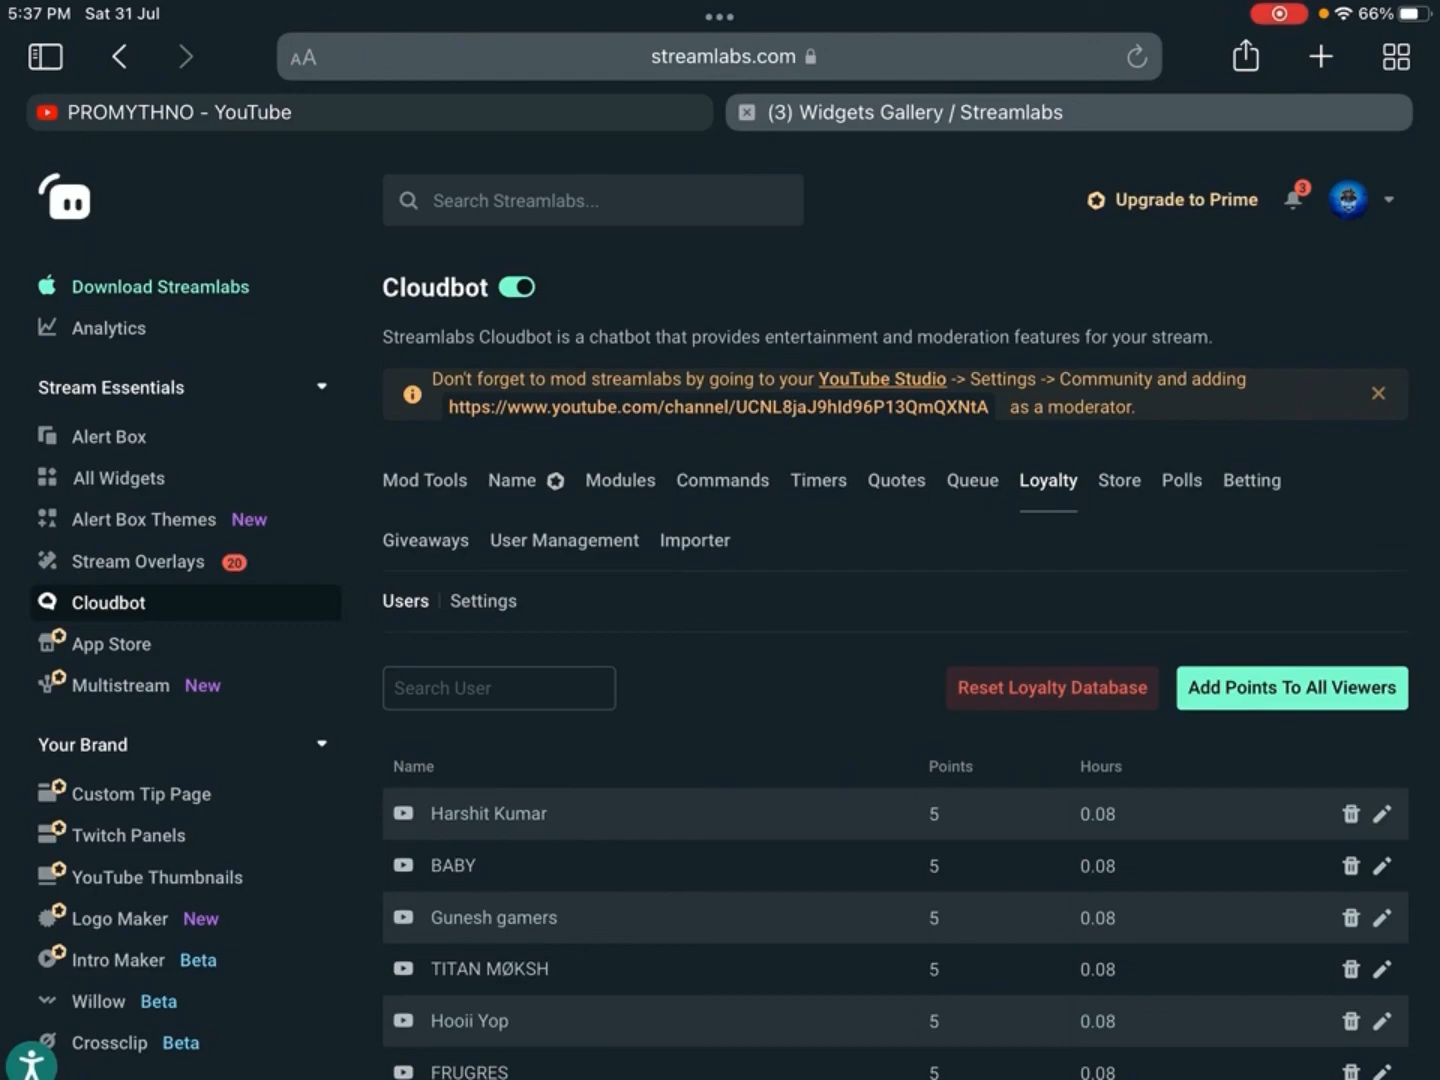 5:37 PM Sat 31 Jul
66%
AA
streamlabs.com
PROMYTHNO - YouTube
(3) Widgets Gallery / Streamlabs
Search Streamlabs...
Upgrade to Prime
3
Download Streamlabs
Analytics
Stream Essentials
Alert Box
All Widgets
Alert Box Themes New
Stream Overlays 20
Cloudbot
App Store
Multistream New
Your Brand
Custom Tip Page
Twitch Panels
YouTube Thumbnails
Logo Maker New
Intro Maker Beta
Willow Beta
Crossclip Beta
Cloudbot
Streamlabs Cloudbot is a chatbot that provides entertainment and moderation features for your stream.
Don't forget to mod streamlabs by going to your YouTube Studio -> Settings -> Community and adding
https://www.youtube.com/channel/UCNL8jaJ9hId96P13QmQXNtA as a moderator.
Mod Tools Name Modules Commands Timers Quotes Queue Loyalty Store Polls Betting
Giveaways User Management Importer
Users Settings
Search User
Reset Loyalty Database
Add Points To All Viewers
Name Points Hours
Harshit Kumar 5 0.08
BABY 5 0.08
Gunesh gamers 5 0.08
TITAN MØKSH 5 0.08
Hooii Yop 5 0.08
FRUGRES 5 0.08